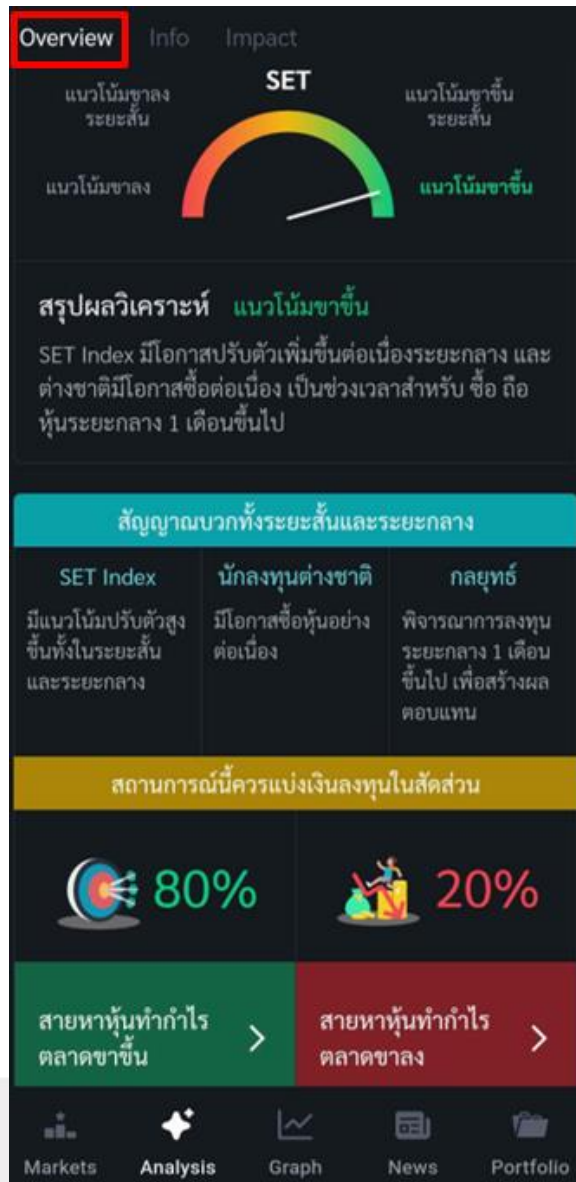 Overview Info Impact
SET
แนวโน้มขาลง
ระยะสั้น
แนวโน้มขาขึ้น
ระยะสั้น
แนวโน้มขาลง
แนวโน้มขาขึ้น
สรุปผลวิเคราะห์ แนวโน้มขาขึ้น
SET Index มีโอกาสปรับตัวเพิ่มขึ้นต่อเนื่องระยะกลาง และ
ต่างชาติมีโอกาสซื้อต่อเนื่อง เป็นช่วงเวลาสำหรับ ซื้อ ถือ
หุ้นระยะกลาง 1 เดือนขึ้นไป
สัญญาณบวกทั้งระยะสั้นและระยะกลาง
SET Index
มีแนวโน้มปรับตัวสูง
ขึ้นทั้งในระยะสั้น
และระยะกลาง
นักลงทุนต่างชาติ
มีโอกาสซื้อหุ้นอย่าง
ต่อเนื่อง
กลยุทธ์
พิจารณาการลงทุน
ระยะกลาง 1 เดือน
ขึ้นไป เพื่อสร้างผล
ตอบแทน
สถานการณ์นี้ควรแบ่งเงินลงทุนในสัดส่วน
80%
20%
สายหาหุ้นทำกำไร
ตลาดขาขึ้น
สายหาหุ้นทำกำไร
ตลาดขาลง
Markets Analysis Graph News Portfolio